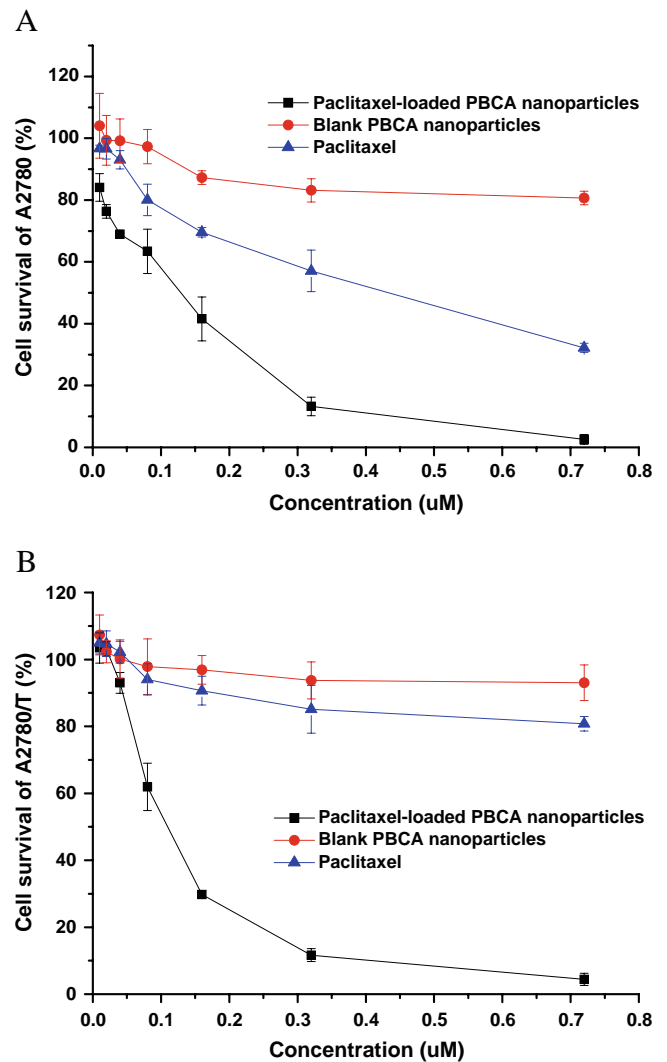 A
120
100
80
60
40
20
0
Cell survival of A2780 (%)
Paclitaxel-loaded PBCA nanoparticles
Blank PBCA nanoparticles
Paclitaxel
0.0 0.1 0.2 0.3 0.4 0.5 0.6 0.7 0.8
Concentration (uM)
B
120
100
80
60
40
20
0
Cell survival of A2780/T (%)
Paclitaxel-loaded PBCA nanoparticles
Blank PBCA nanoparticles
Paclitaxel
0.0 0.1 0.2 0.3 0.4 0.5 0.6 0.7 0.8
Concentration (uM)